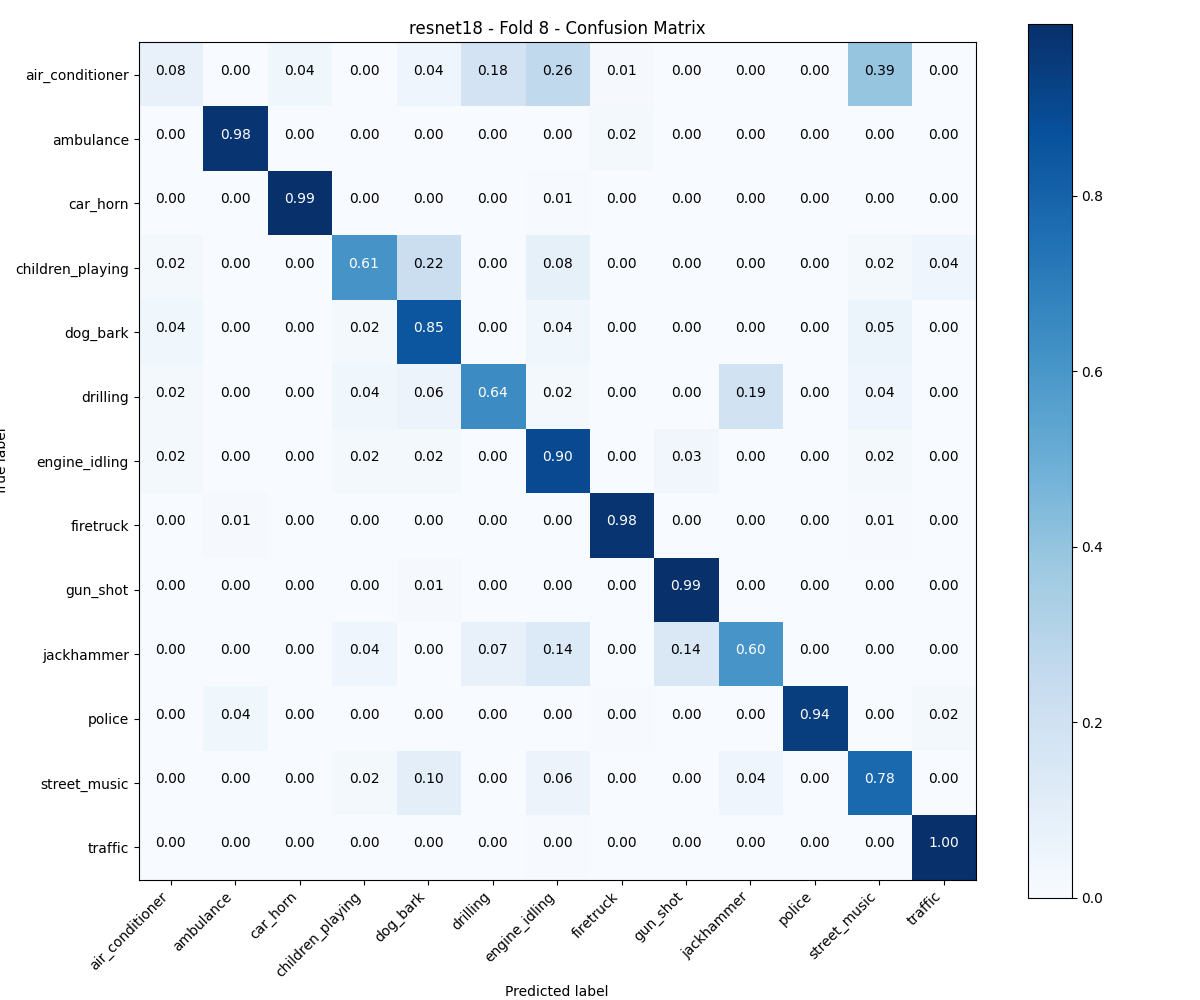 resnet18 - Fold 8 - Confusion Matrix
air_conditioner 0.08 0.00 0.04 0.00 0.04 0.18 0.26 0.01 0.00 0.00 0.00 0.39 0.00
ambulance 0.00 0.98 0.00 0.00 0.00 0.00 0.00 0.02 0.00 0.00 0.00 0.00 0.00
0.8
car_horn 0.00 0.00 0.99 0.00 0.00 0.00 0.01 0.00 0.00 0.00 0.00 0.00 0.00
children_playing 0.02 0.00 0.00 0.61 0.22 0.00 0.08 0.00 0.00 0.00 0.00 0.02 0.04
dog_bark 0.04 0.00 0.00 0.02 0.85 0.00 0.04 0.00 0.00 0.00 0.00 0.05 0.00
0.6
drilling 0.02 0.00 0.00 0.04 0.06 0.64 0.02 0.00 0.00 0.19 0.00 0.04 0.00
engine_idling 0.02 0.00 0.00 0.02 0.02 0.00 0.90 0.00 0.03 0.00 0.00 0.02 0.00
label
firetruck 0.00 0.01 0.00 0.00 0.00 0.00 0.00 0.98 0.00 0.00 0.00 0.01 0.00
0.4
gun_shot 0.00 0.00 0.00 0.00 0.01 0.00 0.00 0.00 0.99 0.00 0.00 0.00 0.00
jackhammer 0.00 0.00 0.00 0.04 0.00 0.07 0.14 0.00 0.14 0.60 0.00 0.00 0.00
police 0.00 0.04 0.00 0.00 0.00 0.00 0.00 0.00 0.00 0.00 0.94 0.00 0.02
0.2
street_music 0.00 0.00 0.00 0.02 0.10 0.00 0.06 0.00 0.00 0.04 0.00 0.78 0.00
traffic 0.00 0.00 0.00 0.00 0.00 0.00 0.00 0.00 0.00 0.00 0.00 0.00 1.00
0.0
air_conditioner ambulance car_horn children_playing dog_bark drilling engine_idling firetruck gun_shot jackhammer police street_music traffic
Predicted label